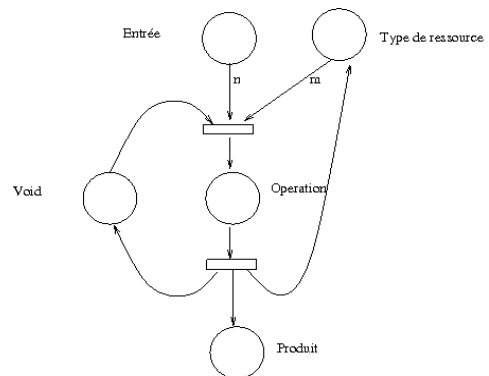 Entrée
Type de ressource
n
m
Void
Operation
Produit